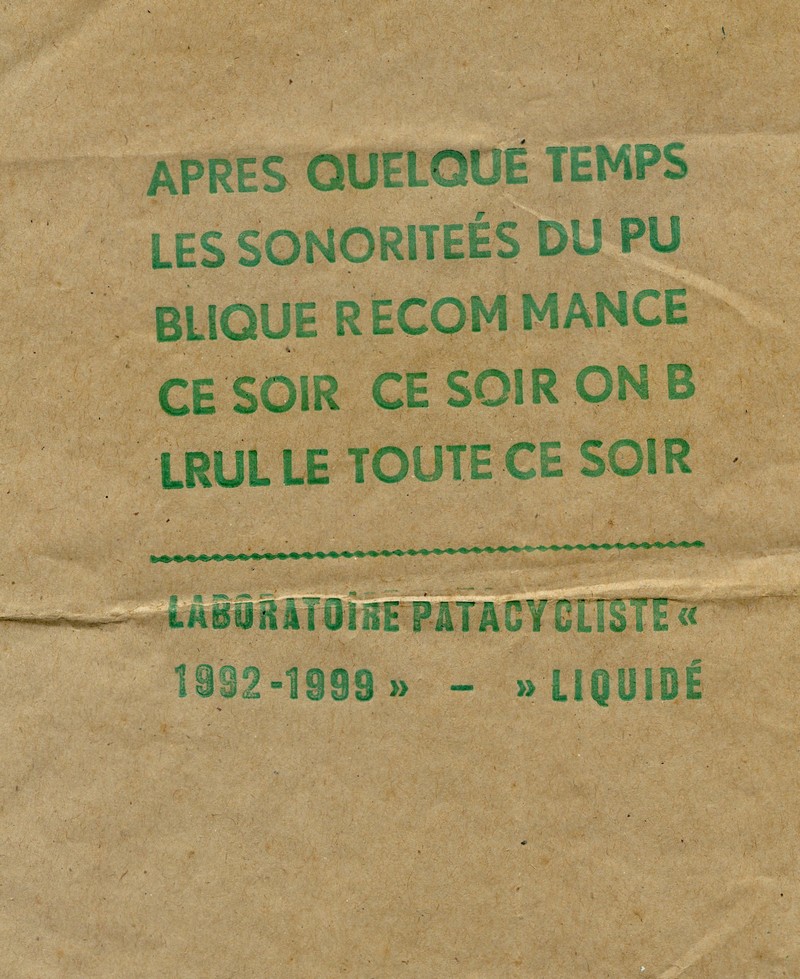 APRES QUELQUE TEMPS
LES SONORITEÉS DU PU
BLIQUE RECOM MANCE
CE SOIR CE SOIR ON B
LRUL LE TOUTE CE SOIR
LABORATOIRE PATACYCLISTE «
1992-1999 » – » LIQUIDÉ